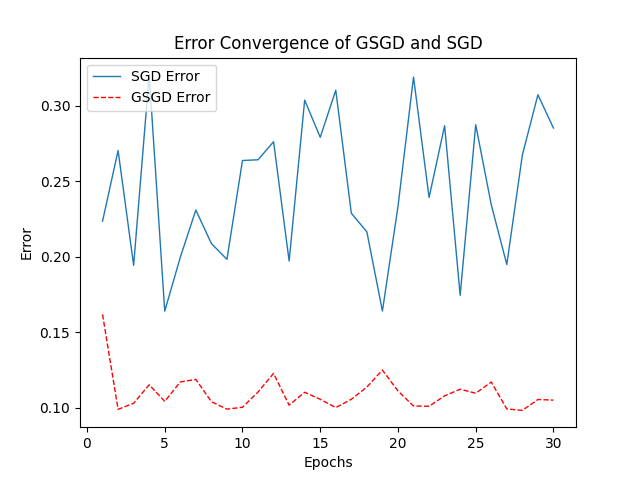 Error Convergence of GSGD and SGD
SGD Error
GSGD Error
Error
0.30
0.25
0.20
0.15
0.10
0 5 10 15 20 25 30
Epochs